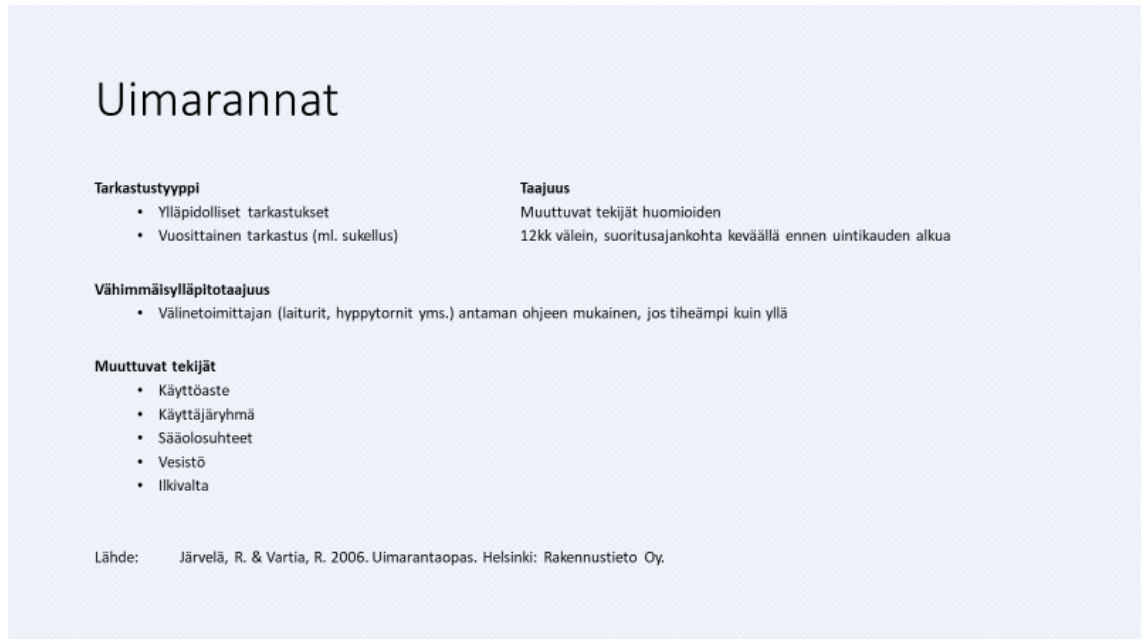 Uimarannat
Tarkastustyyppi Taajuus
• Ylläpidolliset tarkastukset Muuttuvat tekijät huomioiden
• Vuosittainen tarkastus (ml. sukellus) 12kk välein, suoritusajankohta keväällä ennen uintikauden alkua
Vähimmäisylläpitotaajuus
• Välinetoimittajan (laiturit, hyppytornit yms.) antaman ohjeen mukainen, jos tiheämpi kuin yllä
Muuttuvat tekijät
• Käyttöaste
• Käyttäjäryhmä
• Sääolosuhteet
• Vesistö
• Ilkivalta
Lähde: Järvelä, R. & Vartia, R. 2006. Uimarantaopas. Helsinki: Rakennustieto Oy.